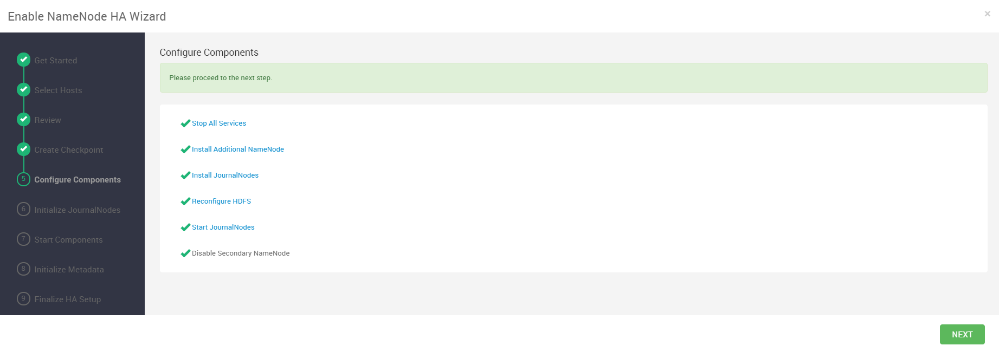 Enable NameNode HA Wizard
×
Get Started
Select Hosts
Review
Create Checkpoint
5 Configure Components
6 Initialize JournalNodes
7 Start Components
8 Initialize Metadata
9 Finalize HA Setup
Configure Components
Please proceed to the next step.
Stop All Services
Install Additional NameNode
Install JournalNodes
Reconfigure HDFS
Start JournalNodes
Disable Secondary NameNode
NEXT